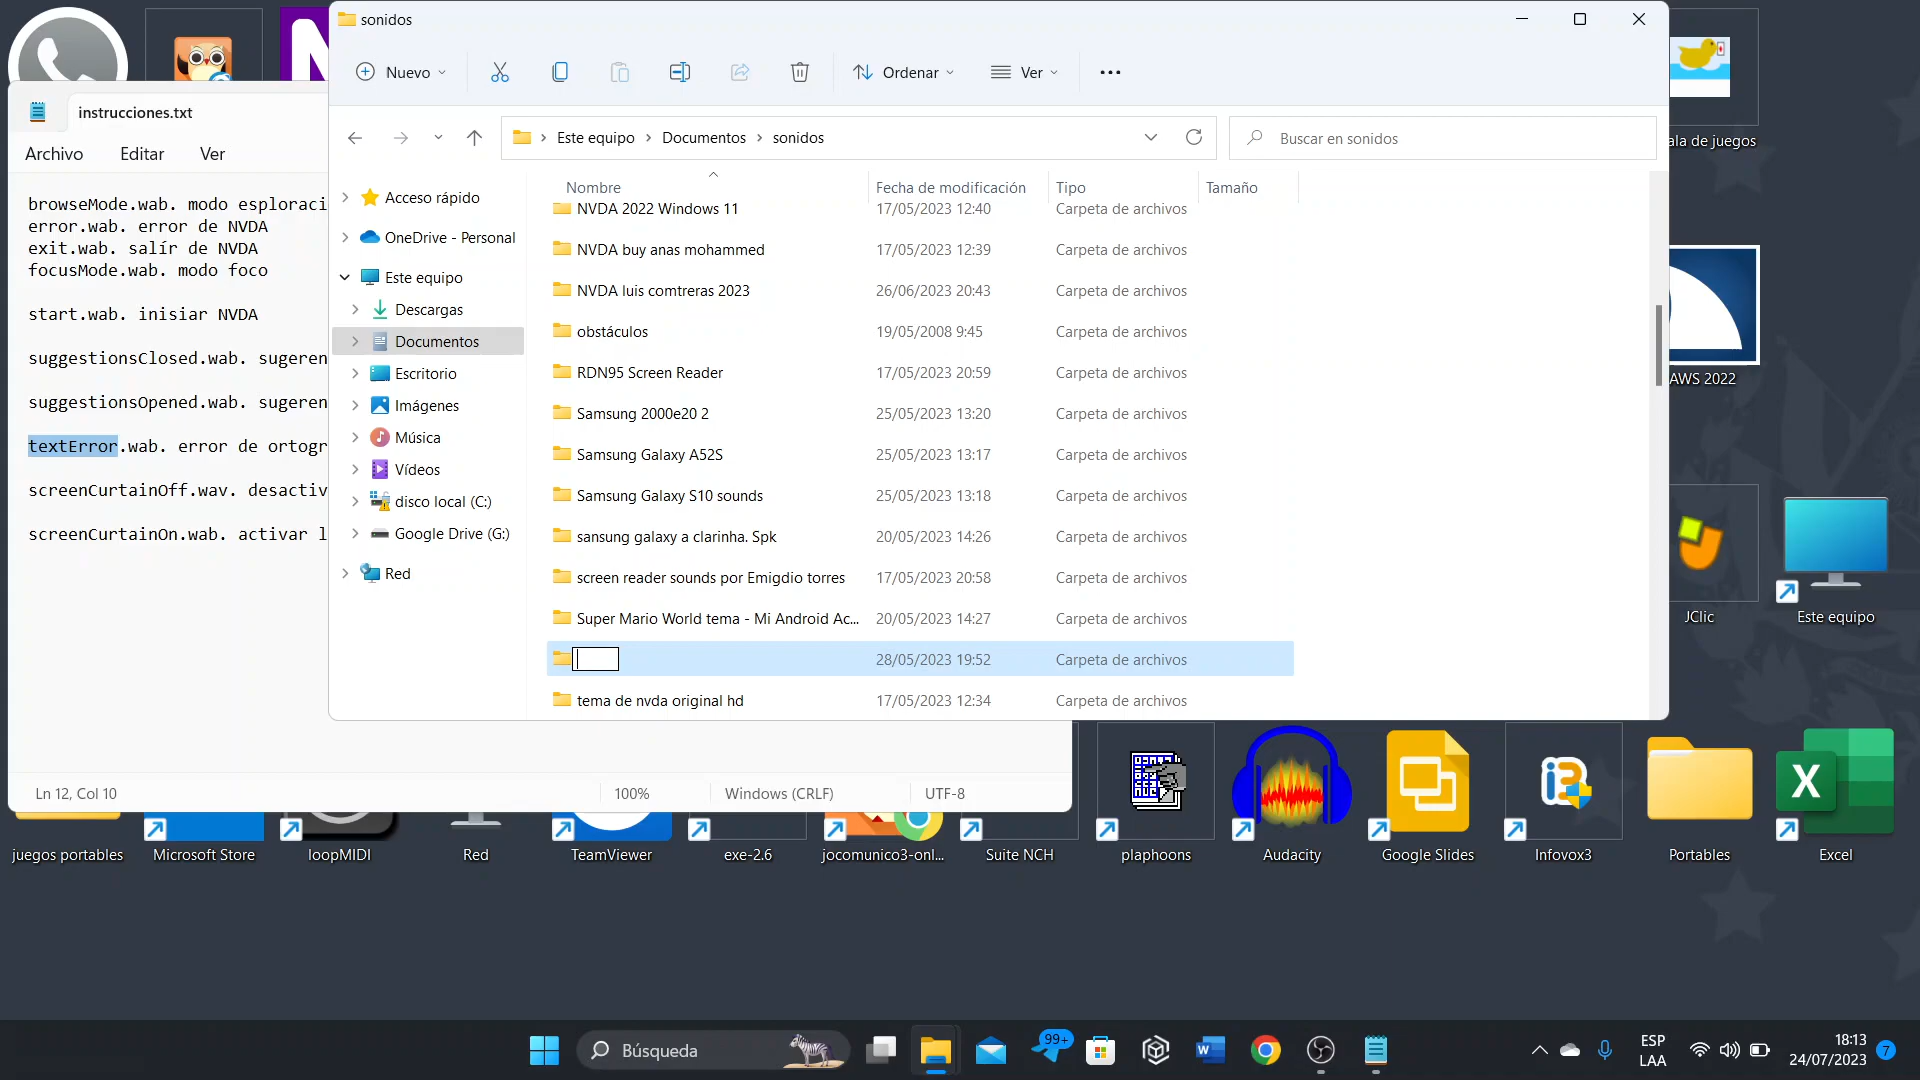 sonidos
Nuevo
Ordenar
Ver
instrucciones.txt
Archivo
Editar
Ver
Este equipo
Documentos
sonidos
Buscar en sonidos
browseMode.wab. modo esploraci
error.wab. error de NVDA
exit.wab. salír de NVDA
focusMode.wab. modo foco
start.wab. inisiar NVDA
suggestionsClosed.wab. sugeren
suggestionsOpened.wab. sugeren
textError.wab. error de ortogr
screenCurtainOff.wav. desactiv
screenCurtainOn.wab. activar l
Ln 12, Col 10
100%
Windows (CRLF)
UTF-8
Acceso rápido
OneDrive - Personal
Este equipo
Descargas
Documentos
Escritorio
Imágenes
Música
Vídeos
disco local (C:)
Google Drive (G:)
Red
Nombre Fecha de modificación Tipo Tamaño
NVDA 2022 Windows 11 17/05/2023 12:40 Carpeta de archivos
NVDA buy anas mohammed 17/05/2023 12:39 Carpeta de archivos
NVDA luis comtreras 2023 26/06/2023 20:43 Carpeta de archivos
obstáculos 19/05/2008 9:45 Carpeta de archivos
RDN95 Screen Reader 17/05/2023 20:59 Carpeta de archivos
Samsung 2000e20 2 25/05/2023 13:20 Carpeta de archivos
Samsung Galaxy A52S 25/05/2023 13:17 Carpeta de archivos
Samsung Galaxy S10 sounds 25/05/2023 13:18 Carpeta de archivos
sansung galaxy a clarinha. Spk 20/05/2023 14:26 Carpeta de archivos
screen reader sounds por Emigdio torres 17/05/2023 20:58 Carpeta de archivos
Super Mario World tema - Mi Android Ac... 20/05/2023 14:27 Carpeta de archivos
28/05/2023 19:52 Carpeta de archivos
tema de nvda original hd 17/05/2023 12:34 Carpeta de archivos
ala de juegos
AWS 2022
JClic
Este equipo
juegos portables
Microsoft Store
loopMIDI
Red
TeamViewer
exe-2.6
jocomunico3-onl...
Suite NCH
plaphoons
Audacity
Google Slides
Infovox3
Portables
Excel
Búsqueda
99+
ESP
LAA
18:13
24/07/2023
7